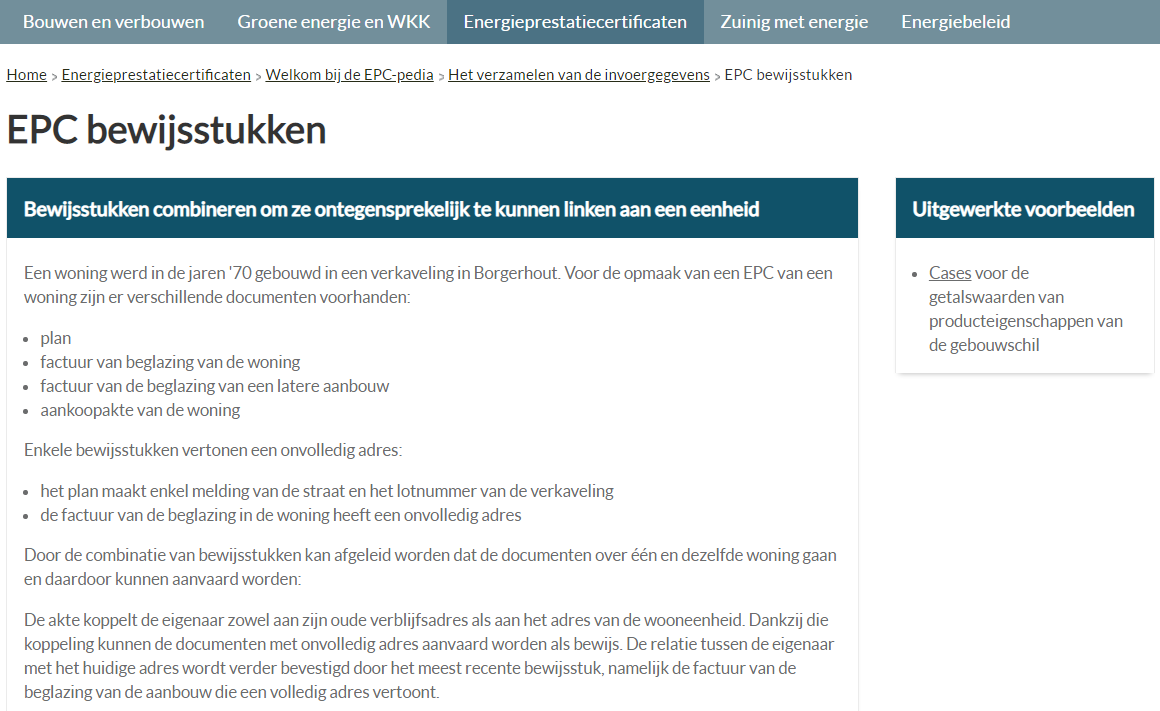 Bouwen en verbouwen Groene energie en WKK Energieprestatiecertificaten Zuinig met energie Energiebeleid
Home > Energieprestatiecertificaten > Welkom bij de EPC-pedia > Het verzamelen van de invoergegevens > EPC bewijsstukken
EPC bewijsstukken
Bewijsstukken combineren om ze ontegensprekelijk te kunnen linken aan een eenheid
Een woning werd in de jaren '70 gebouwd in een verkaveling in Borgerhout. Voor de opmaak van een EPC van een
woning zijn er verschillende documenten voorhanden:
• plan
• factuur van beglazing van de woning
• factuur van de beglazing van een latere aanbouw
• aankoopakte van de woning
Enkele bewijsstukken vertonen een onvolledig adres:
• het plan maakt enkel melding van de straat en het lotnummer van de verkaveling
• de factuur van de beglazing in de woning heeft een onvolledig adres
Door de combinatie van bewijsstukken kan afgeleid worden dat de documenten over één en dezelfde woning gaan
en daardoor kunnen aanvaard worden:
De akte koppelt de eigenaar zowel aan zijn oude verblijfsadres als aan het adres van de wooneenheid. Dankzij die
koppeling kunnen de documenten met onvolledig adres aanvaard worden als bewijs. De relatie tussen de eigenaar
met het huidige adres wordt verder bevestigd door het meest recente bewijsstuk, namelijk de factuur van de
beglazing van de aanbouw die een volledig adres vertoont.
Uitgewerkte voorbeelden
• Cases voor de
getalswaarden van
producteigenschappen van
de gebouwschil